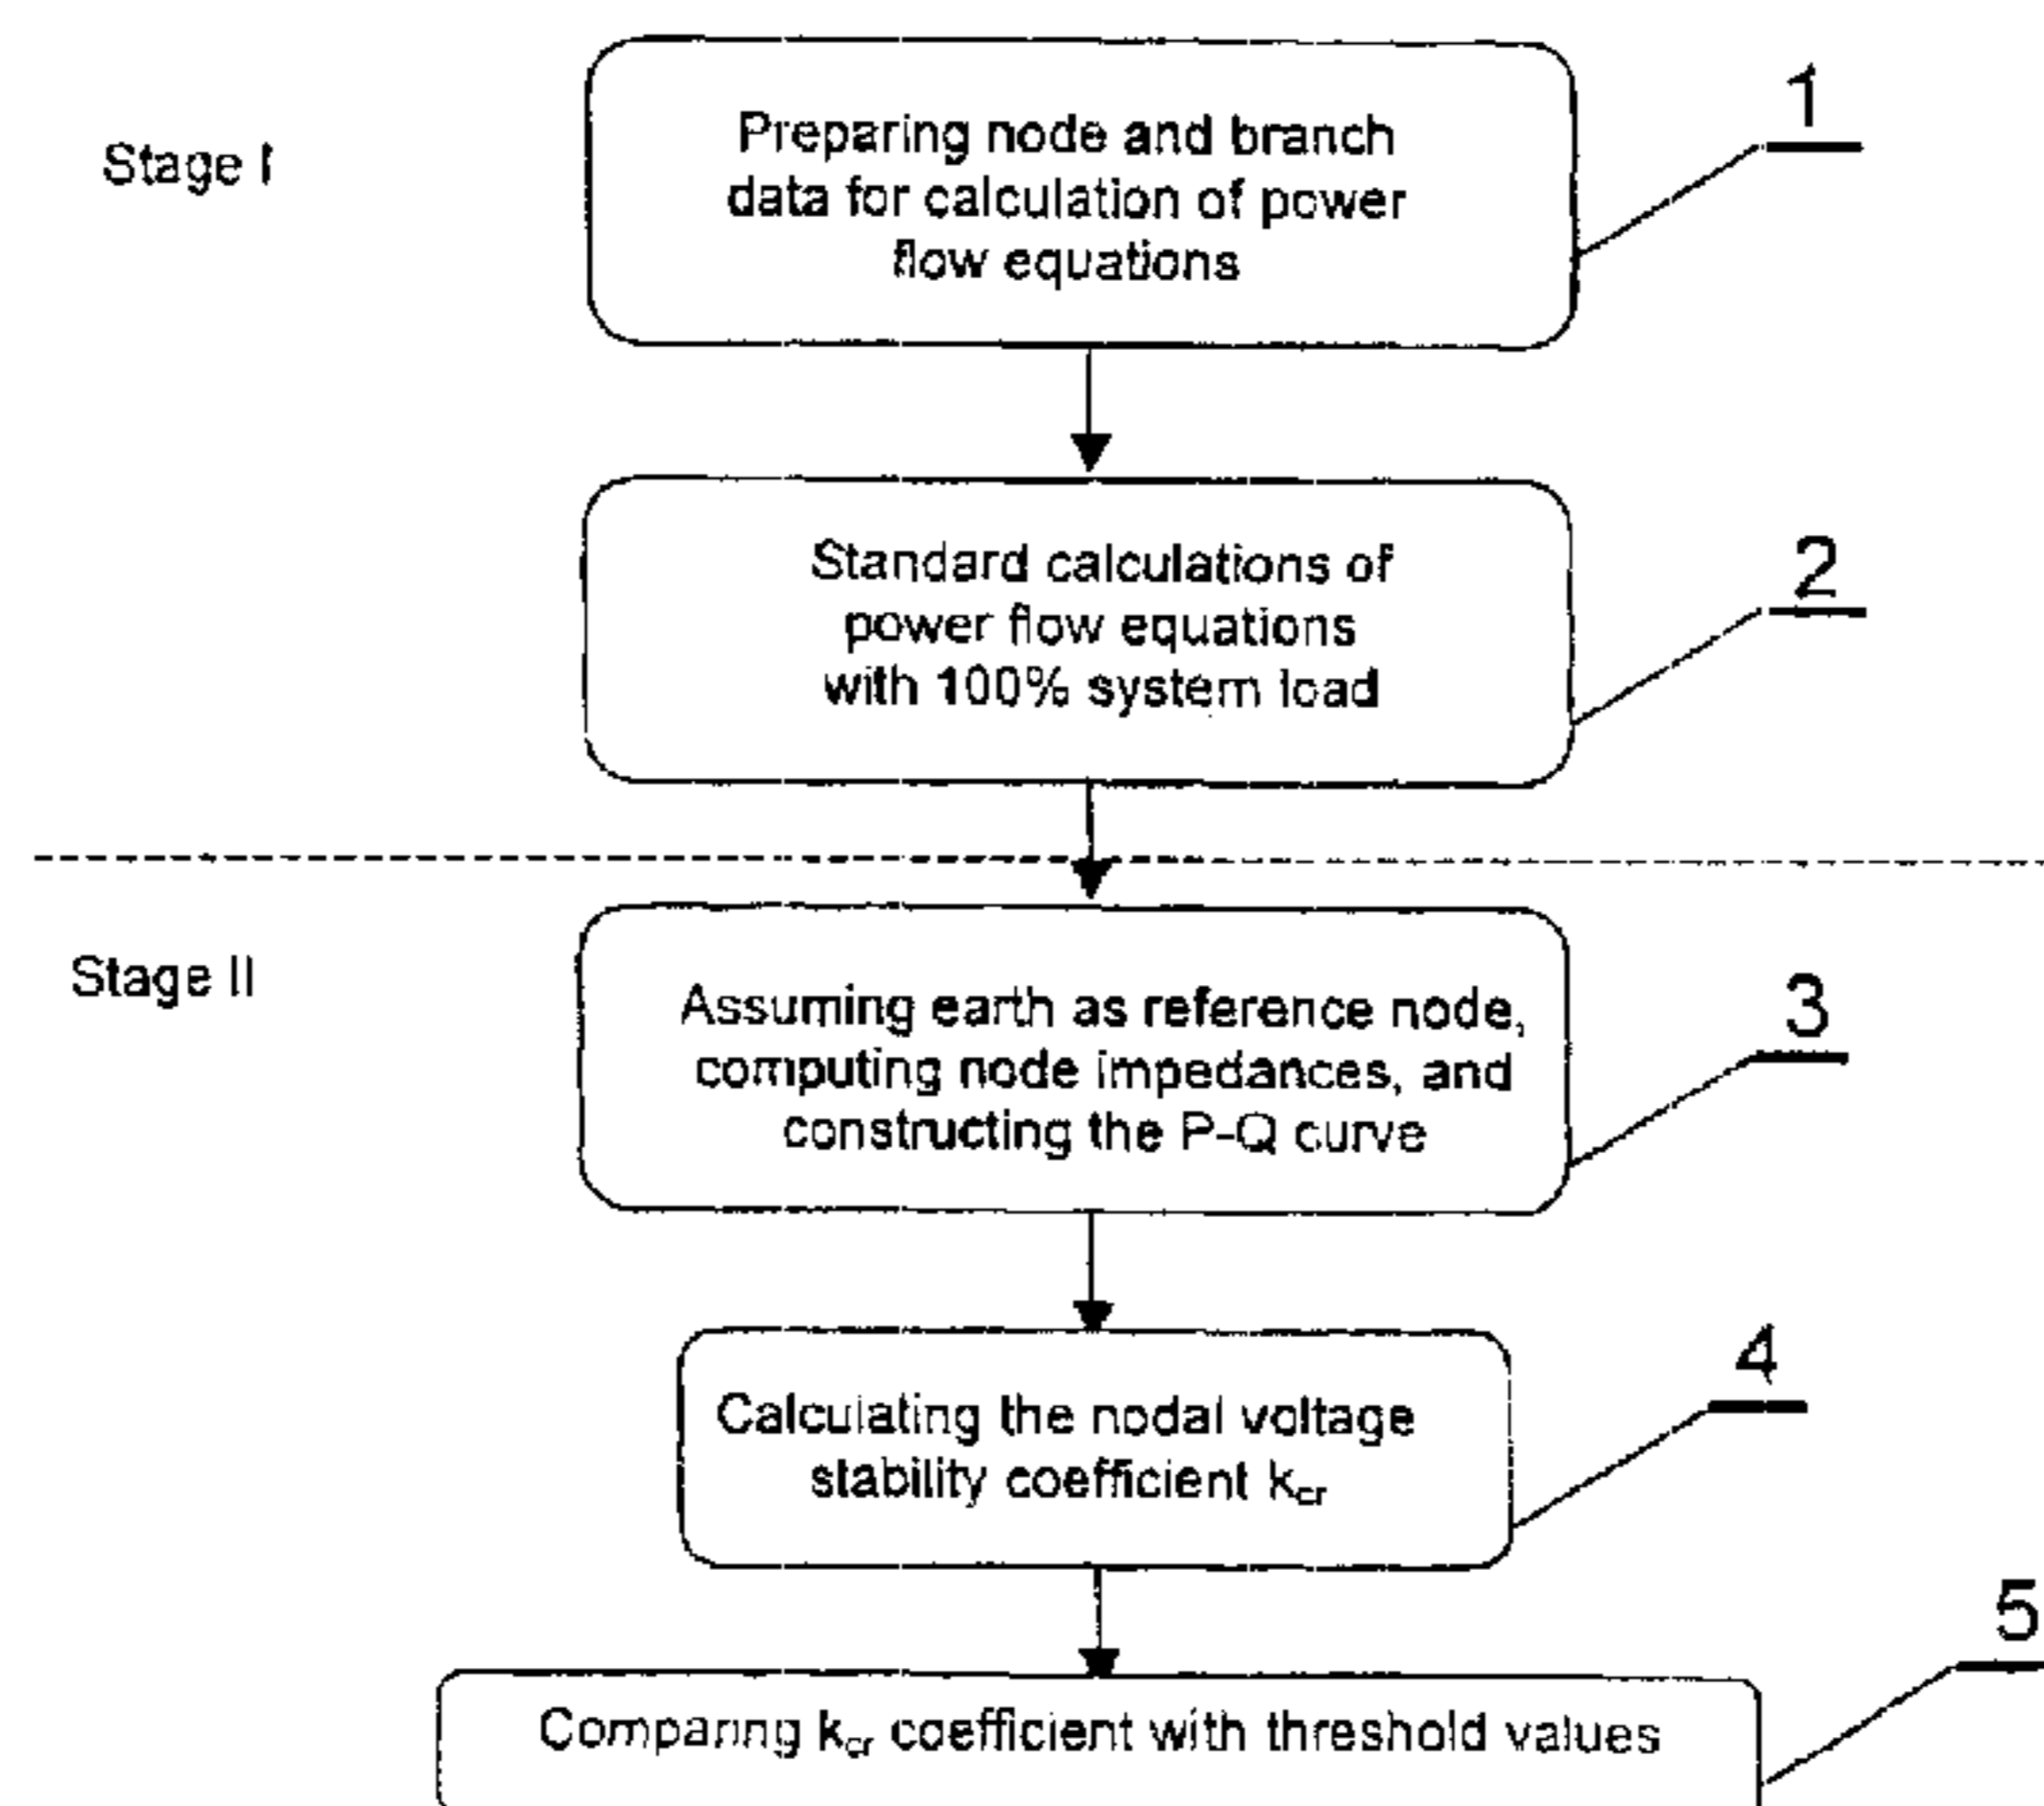 Stage I
Preparing node and branch
data for calculation of power
flow equations
1
Standard calculations of
power flow equations
with 100% system load
2
Stage II
Assuming earth as reference node,
computing node impedances, and
constructing the P-Q curve
3
Calculating the nodal voltage
stability coefficient kcr
4
Comparing kcr coefficient with threshold values
5